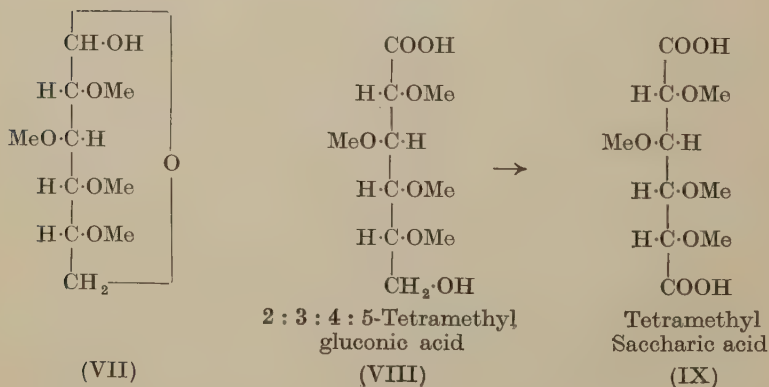 CH·OH COOH COOH
H·C·OMe H·C·OMe H·C·OMe
MeO·C·H MeO·C·H MeO·C·H
O →
H·C·OMe H·C·OMe H·C·OMe
H·C·OMe H·C·OMe H·C·OMe
CH₂ CH₂·OH COOH
2 : 3 : 4 : 5-Tetramethyl Tetramethyl
gluconic acid Saccharic acid
(VII) (VIII) (IX)